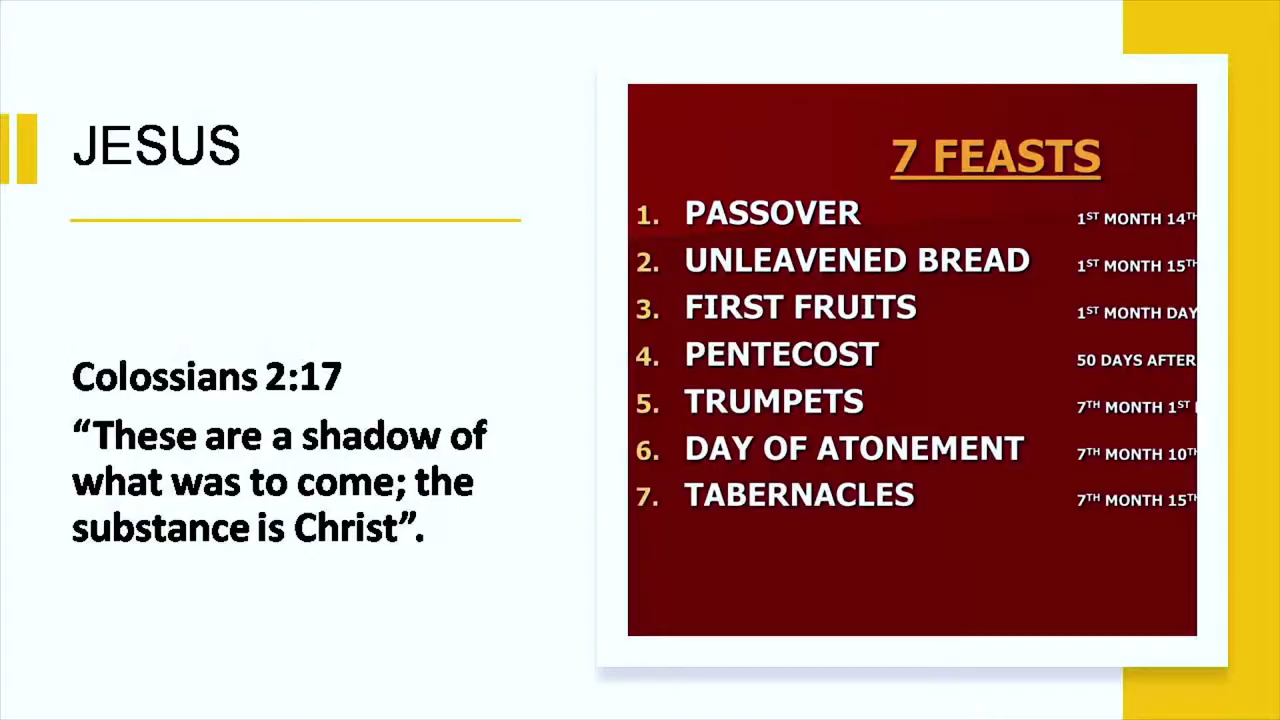 JESUS
Colossians 2:17
“These are a shadow of
what was to come; the
substance is Christ”.
7 FEASTS
1. PASSOVER 1ST MONTH 14TH
2. UNLEAVENED BREAD 1ST MONTH 15TH
3. FIRST FRUITS 1ST MONTH DAY
4. PENTECOST 50 DAYS AFTER
5. TRUMPETS 7TH MONTH 1ST
6. DAY OF ATONEMENT 7TH MONTH 10TH
7. TABERNACLES 7TH MONTH 15TH